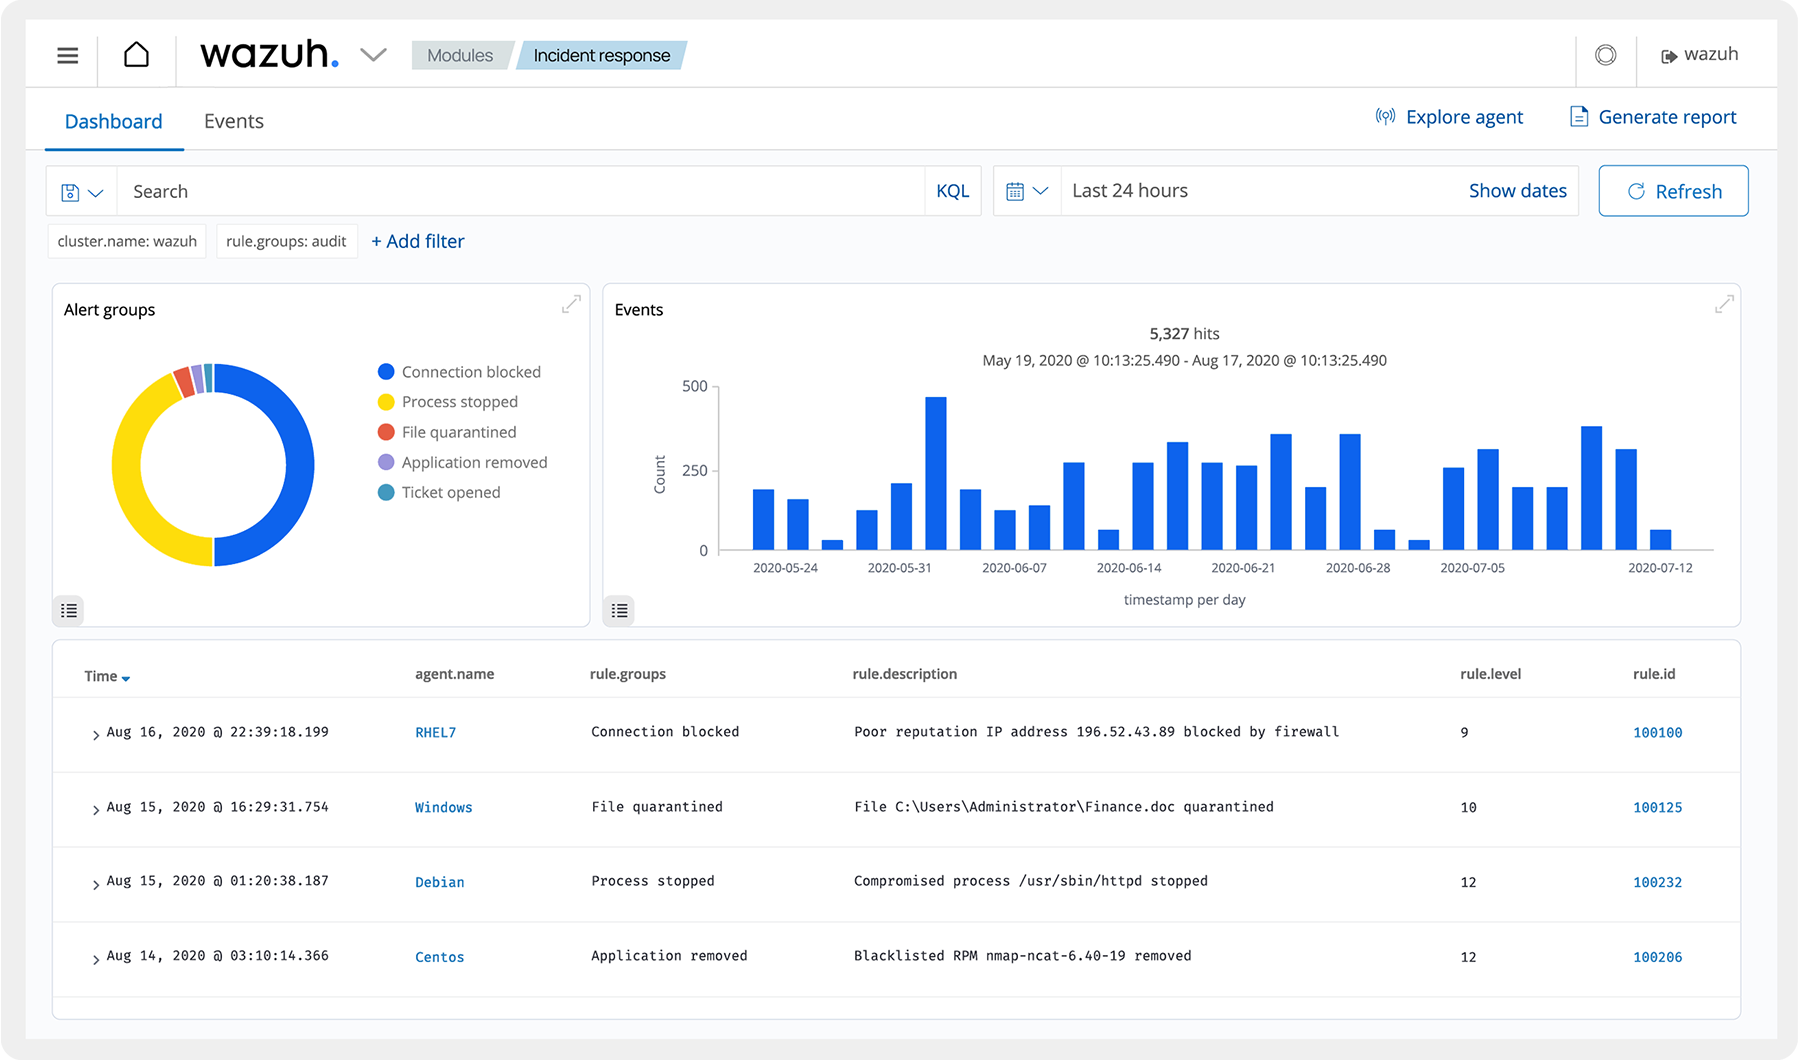 wazuh.
Modules
Incident response
wazuh
Dashboard
Events
Explore agent
Generate report
Search
KQL
Last 24 hours
Show dates
Refresh
cluster.name: wazuh
rule.groups: audit
+ Add filter
Alert groups
Connection blocked
Process stopped
File quarantined
Application removed
Ticket opened
Events
5,327 hits
May 19, 2020 @ 10:13:25.490 - Aug 17, 2020 @ 10:13:25.490
500
250
0
Count
2020-05-24 2020-05-31 2020-06-07 2020-06-14 2020-06-21 2020-06-28 2020-07-05 2020-07-12
timestamp per day
Time agent.name rule.groups rule.description rule.level rule.id
Aug 16, 2020 @ 22:39:18.199 RHEL7 Connection blocked Poor reputation IP address 196.52.43.89 blocked by firewall 9 100100
Aug 15, 2020 @ 16:29:31.754 Windows File quarantined File C:\Users\Administrator\Finance.doc quarantined 10 100125
Aug 15, 2020 @ 01:20:38.187 Debian Process stopped Compromised process /usr/sbin/httpd stopped 12 100232
Aug 14, 2020 @ 03:10:14.366 Centos Application removed Blacklisted RPM nmap-ncat-6.40-19 removed 12 100206